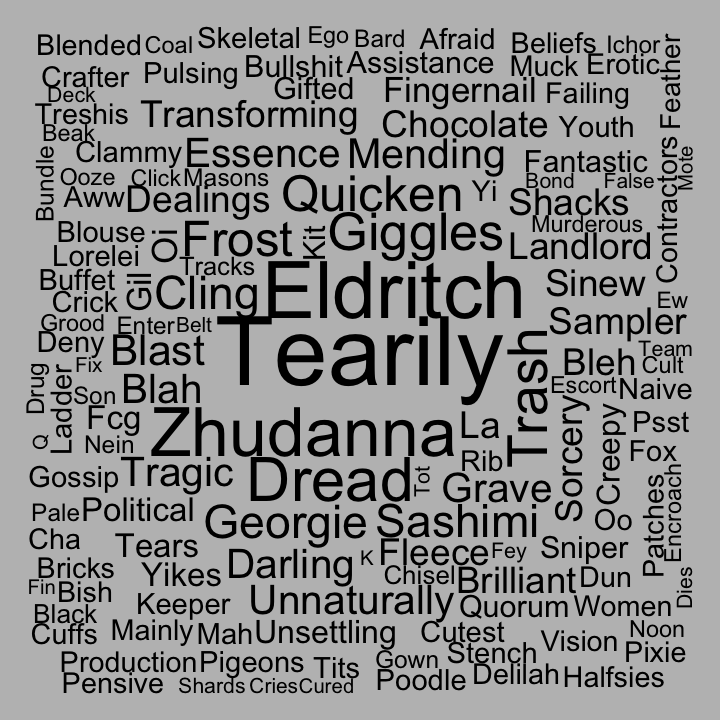 Blended Coal Skeletal Ego Bard Afraid Beliefs Ichor
Crafter Pulsing Bullshit Assistance Muck Erotic Feather
Deck Gifted Fingernail Failing
Treshis Transforming Chocolate Youth
Beak Clammy Essence Mending Fantastic Contractors Mote
Bundle Ooze Click Masons Quicken Yi Bond False
Aww Dealings Shacks
Blouse Oi Frost Kit Giggles Murderous
Lorelei Tracks Landlord
Buffet Gil Cling Eldritch Sinew
Crick Ew
Grood Enter Belt Tearily Sampler
Deny Blast Trash Bleh Team
Fix Cult
Drug Ladder Son Blah Escort Naive
Fcg Zhudanna La Sorcery Creepy Psst
Q Nein Rib Fox
Gossip Tragic Dread Tot Grave Patches Encroach
Pale Political Georgie Sashimi Oo
Cha Tears Darling K Fleece Fey Sniper
Bricks Yikes Chisel Brilliant Dun Dies
Fin Bish Unnaturally
Black Keeper Quorum Women
Cuffs Mainly Mah Unsettling Cutest Vision Noon
Production Pigeons Tits Gown Stench Pixie
Pensive Shards Cries Cured Poodle Delilah Halfsies